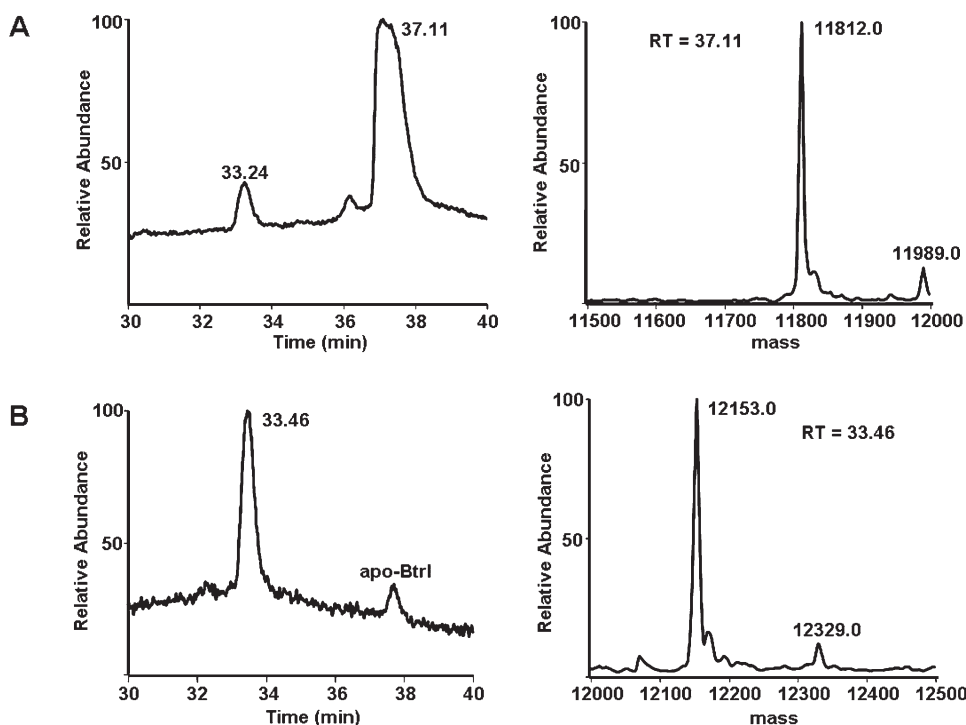 A
100
50
Relative Abundance
33.24
37.11
30 32 34 36 38 40
Time (min)
100
50
Relative Abundance
RT = 37.11
11812.0
11989.0
11500 11600 11700 11800 11900 12000
mass
B
100
50
Relative Abundance
33.46
apo-BtrI
30 32 34 36 38 40
Time (min)
100
50
Relative Abundance
12153.0
RT = 33.46
12329.0
12000 12100 12200 12300 12400 12500
mass